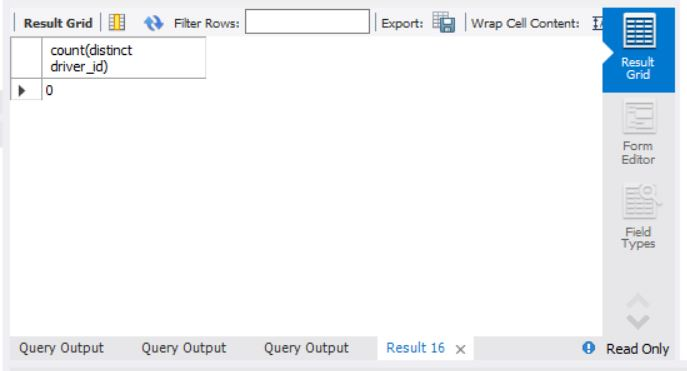 Result Grid Filter Rows: Export: Wrap Cell Content:
Result
Grid
count(distinct
driver_id)
0
Form
Editor
Field
Types
Query Output Query Output Query Output Result 16 × Read Only